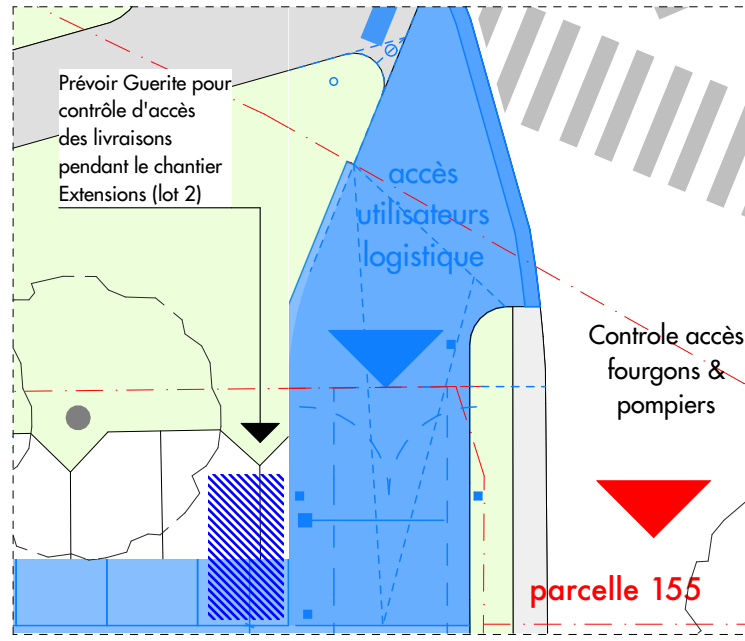 Prévoir Guerite pour
contrôle d'accès
des livraisons
pendant le chantier
Extensions (lot 2)
accès
utilisateurs
logistique
Controle accès
fourgons &
pompiers
parcelle 155